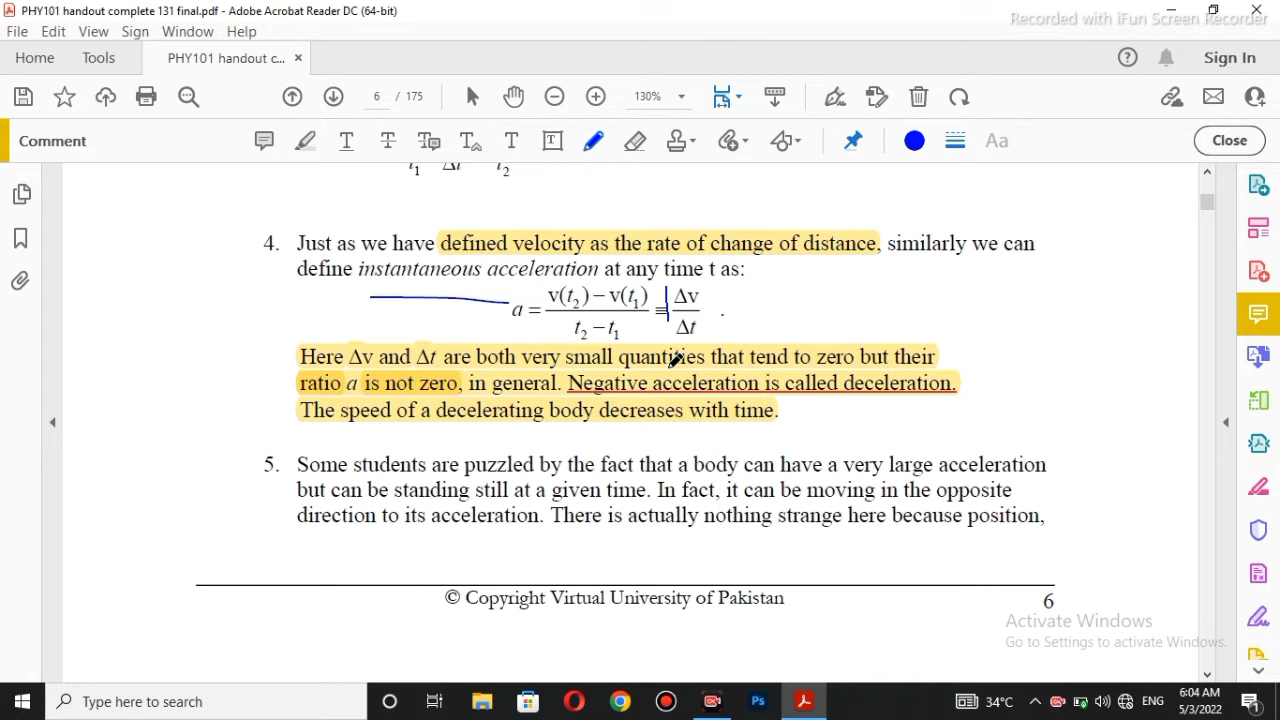 PHY101 handout complete 131 final.pdf - Adobe Acrobat Reader DC (64-bit)
Recorded with iFun Screen Recorder
File Edit View Sign Window Help
Home Tools PHY101 handout c... × Sign In
6 / 175 130%
Comment Aa Close
t1 Δt t2
4. Just as we have defined velocity as the rate of change of distance, similarly we can
define instantaneous acceleration at any time t as:
a = v(t2) − v(t1) / t2 − t1 ≡ Δv / Δt .
Here Δv and Δt are both very small quantities that tend to zero but their
ratio a is not zero, in general. Negative acceleration is called deceleration.
The speed of a decelerating body decreases with time.
5. Some students are puzzled by the fact that a body can have a very large acceleration
but can be standing still at a given time. In fact, it can be moving in the opposite
direction to its acceleration. There is actually nothing strange here because position,
© Copyright Virtual University of Pakistan 6
Activate Windows
Go to Settings to activate Windows.
Type here to search
Ps
34°C
ENG
6:04 AM
5/3/2022
1